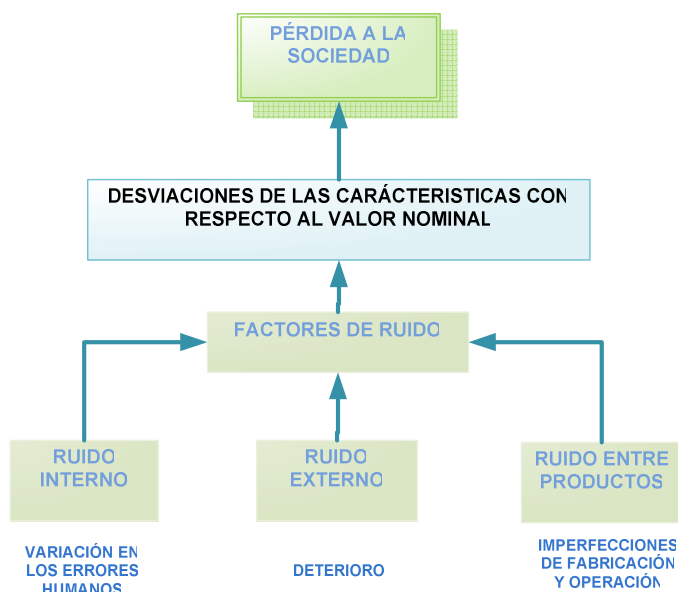 PÉRDIDA A LA
SOCIEDAD
DESVIACIONES DE LAS CARÁCTERISTICAS CON
RESPECTO AL VALOR NOMINAL
FACTORES DE RUIDO
RUIDO
INTERNO
RUIDO
EXTERNO
RUIDO ENTRE
PRODUCTOS
VARIACIÓN EN
LOS ERRORES
HUMANOS
DETERIORO
IMPERFECCIONES
DE FABRICACIÓN
Y OPERACIÓN